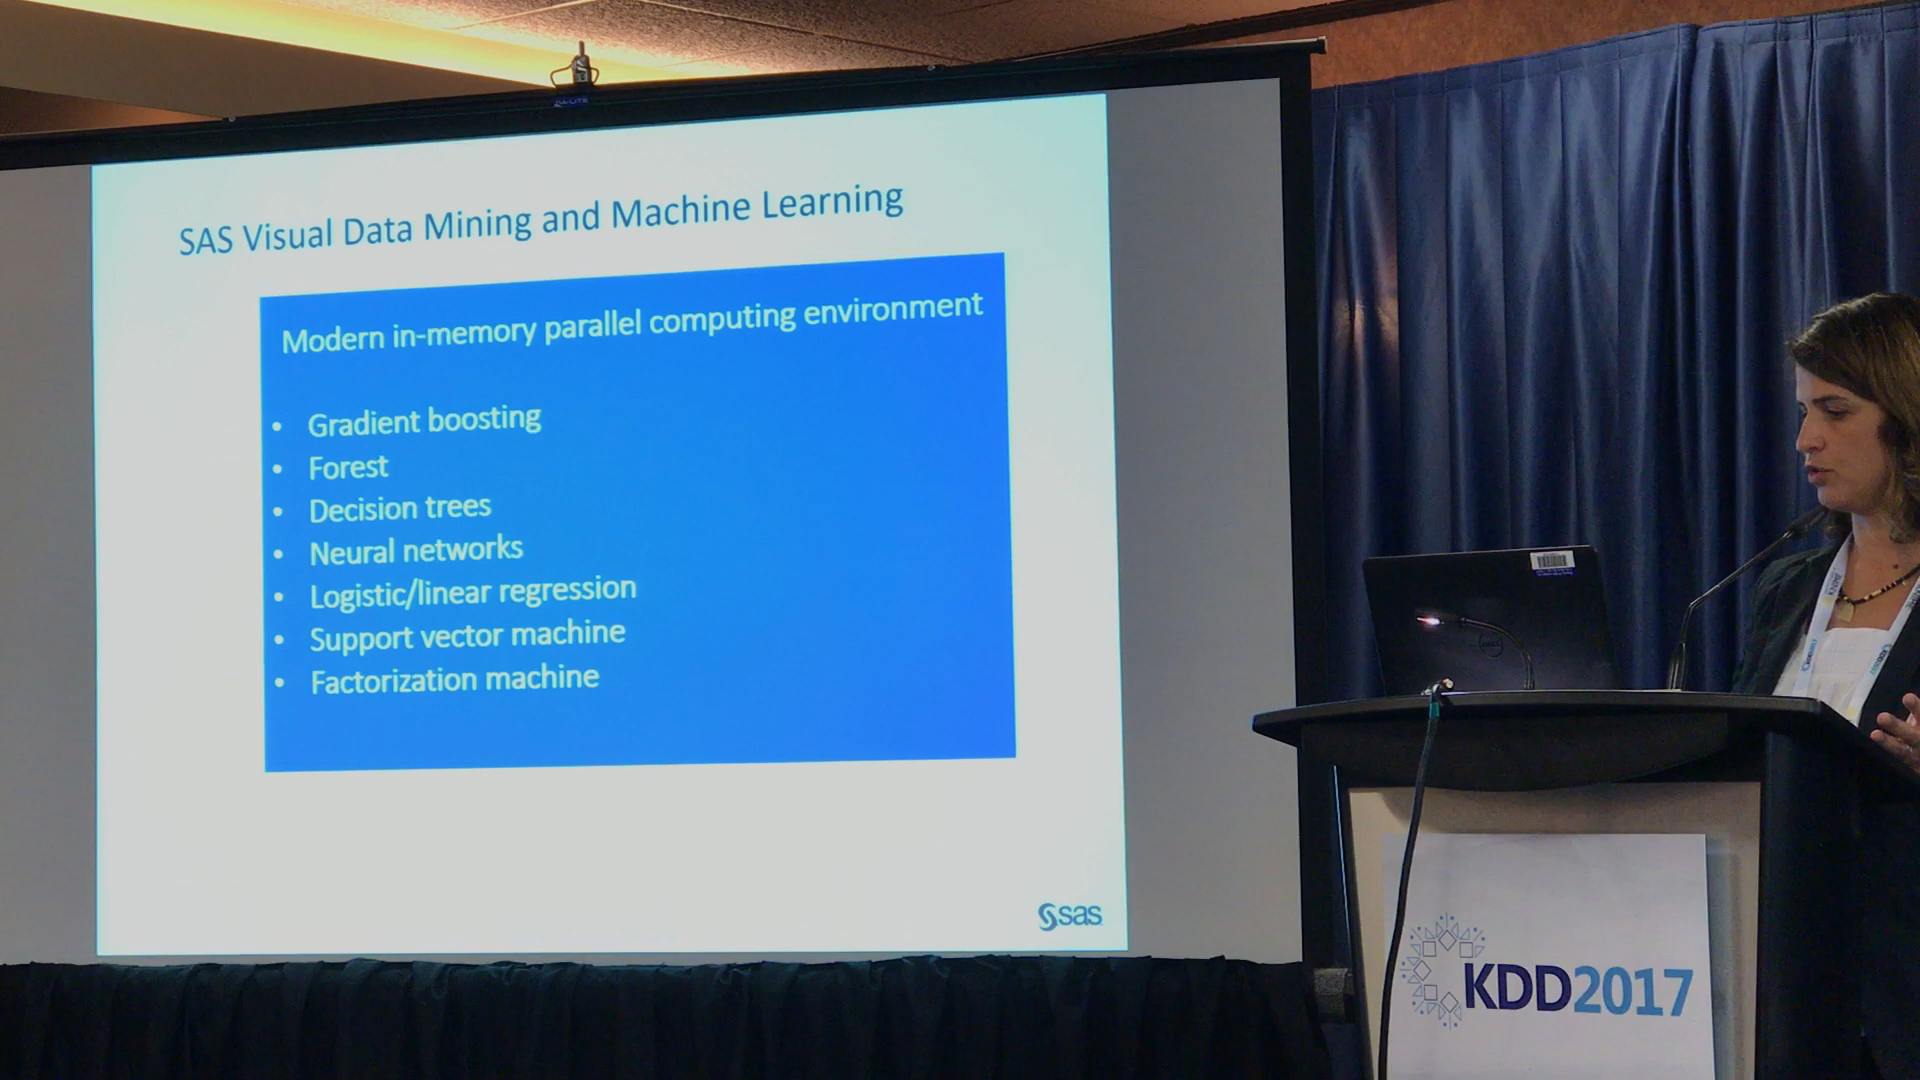 SAS Visual Data Mining and Machine Learning
Modern in-memory parallel computing environment
• Gradient boosting
• Forest
• Decision trees
• Neural networks
• Logistic/linear regression
• Support vector machine
• Factorization machine
sas
DELL
KDD2017